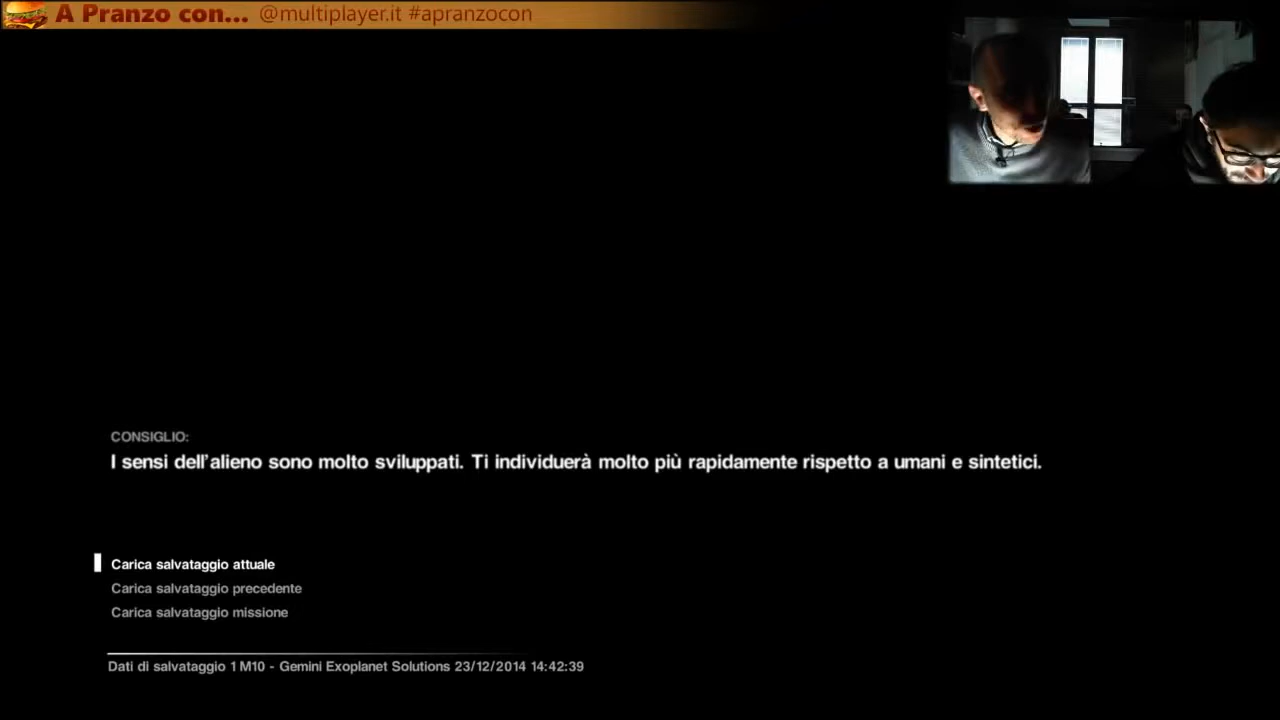 A Pranzo con... @multiplayer.it #apranzocon
CONSIGLIO:
I sensi dell'alieno sono molto sviluppati. Ti individuerà molto più rapidamente rispetto a umani e sintetici.
Carica salvataggio attuale
Carica salvataggio precedente
Carica salvataggio missione
Dati di salvataggio 1 M10 - Gemini Exoplanet Solutions 23/12/2014 14:42:39